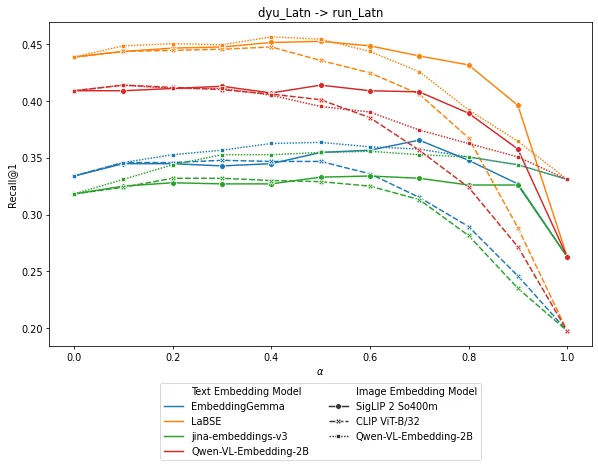 dyu_Latn -> run_Latn
0.45
0.40
0.35
0.30
0.25
0.20
Recall@1
0.0 0.2 0.4 0.6 0.8 1.0
α
Text Embedding Model
EmbeddingGemma
LaBSE
jina-embeddings-v3
Qwen-VL-Embedding-2B
Image Embedding Model
SigLIP 2 So400m
CLIP ViT-B/32
Qwen-VL-Embedding-2B